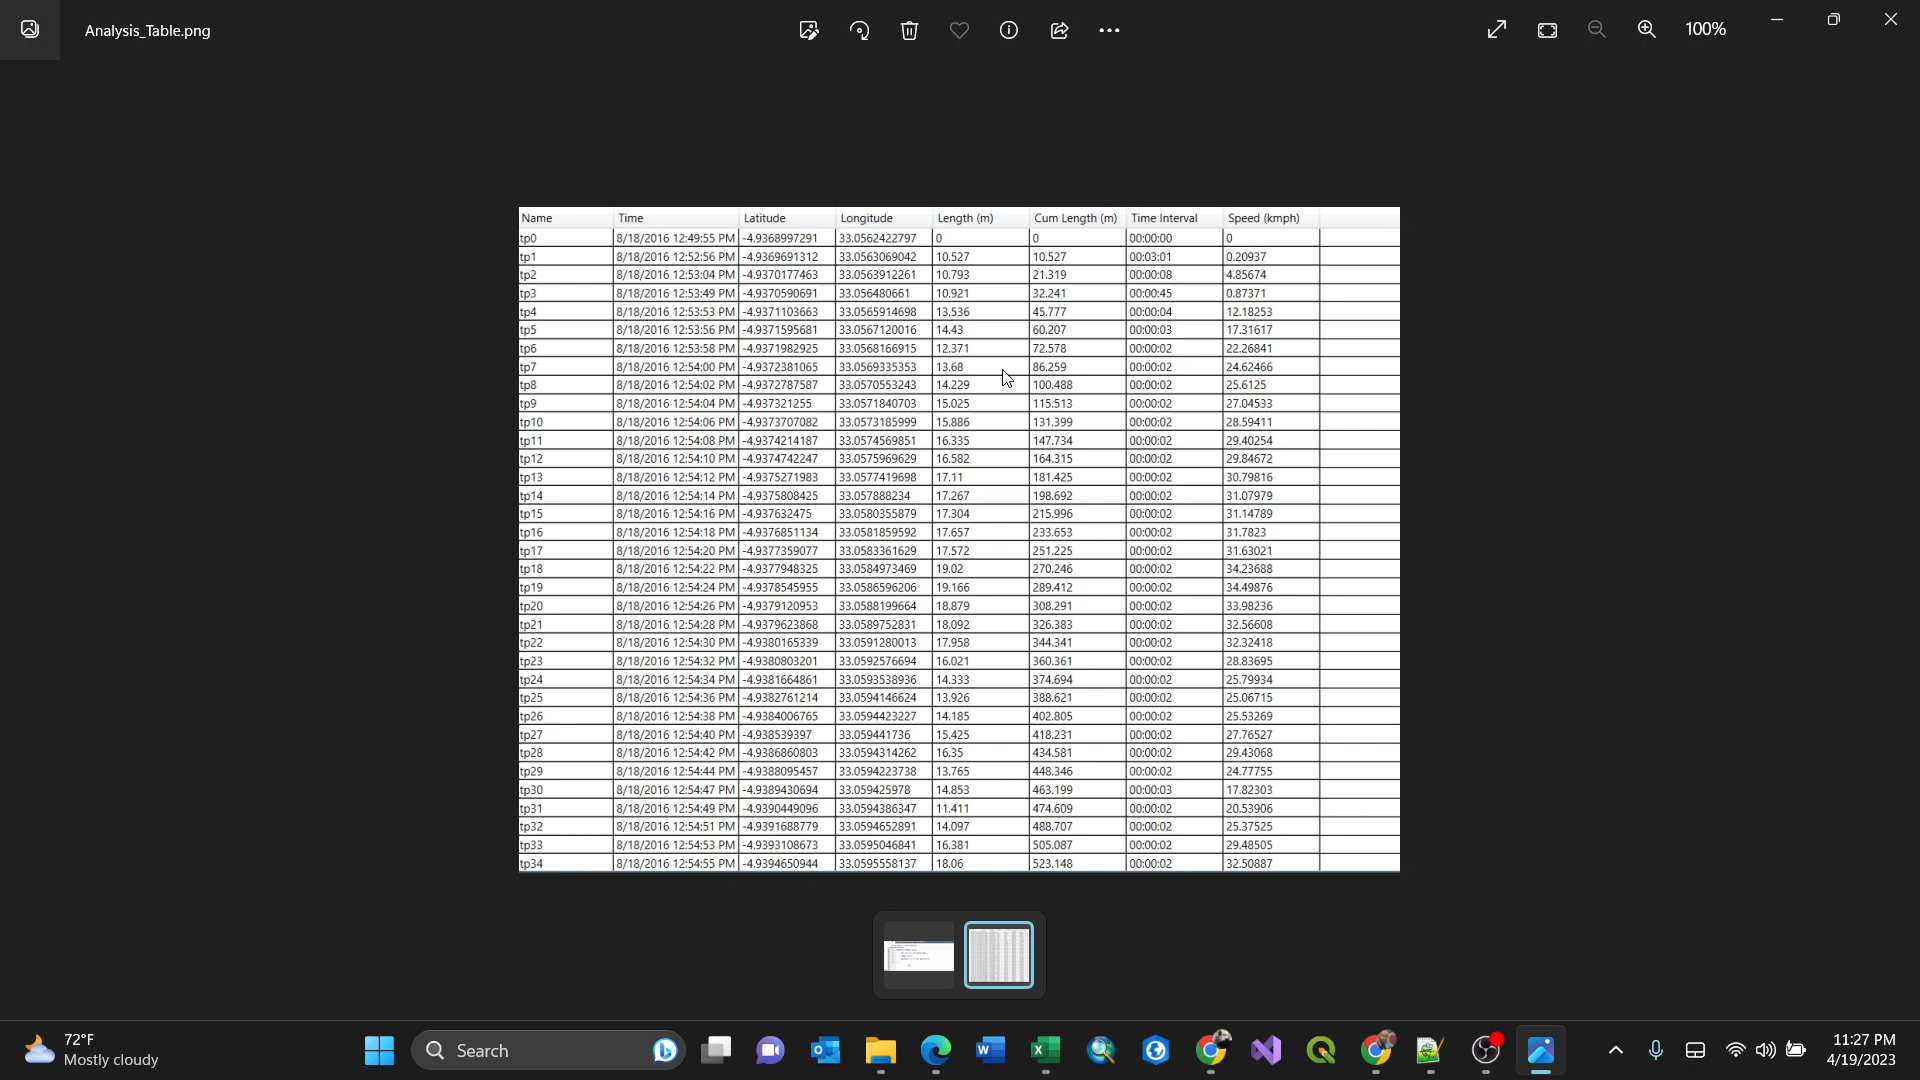 Analysis_Table.png
100%
Name Time Latitude Longitude Length (m) Cum Length (m) Time Interval Speed (kmph)
tp0 8/18/2016 12:49:55 PM -4.9368997291 33.0562422797 0 0 00:00:00 0
tp1 8/18/2016 12:52:56 PM -4.9369691312 33.0563069042 10.527 10.527 00:03:01 0.20937
tp2 8/18/2016 12:53:04 PM -4.9370177463 33.0563912261 10.793 21.319 00:00:08 4.85674
tp3 8/18/2016 12:53:49 PM -4.9370590691 33.056480661 10.921 32.241 00:00:45 0.87371
tp4 8/18/2016 12:53:53 PM -4.9371103663 33.0565914698 13.536 45.777 00:00:04 12.18253
tp5 8/18/2016 12:53:56 PM -4.9371595681 33.0567120016 14.43 60.207 00:00:03 17.31617
tp6 8/18/2016 12:53:58 PM -4.9371982925 33.0568166915 12.371 72.578 00:00:02 22.26841
tp7 8/18/2016 12:54:00 PM -4.9372381065 33.0569335353 13.68 86.259 00:00:02 24.62466
tp8 8/18/2016 12:54:02 PM -4.9372787587 33.0570553243 14.229 100.488 00:00:02 25.6125
tp9 8/18/2016 12:54:04 PM -4.937321255 33.0571840703 15.025 115.513 00:00:02 27.04533
tp10 8/18/2016 12:54:06 PM -4.9373707082 33.0573185999 15.886 131.399 00:00:02 28.59411
tp11 8/18/2016 12:54:08 PM -4.9374214187 33.0574569851 16.335 147.734 00:00:02 29.40254
tp12 8/18/2016 12:54:10 PM -4.9374742247 33.0575969629 16.582 164.315 00:00:02 29.84672
tp13 8/18/2016 12:54:12 PM -4.9375271983 33.0577419698 17.11 181.425 00:00:02 30.79816
tp14 8/18/2016 12:54:14 PM -4.9375808425 33.057888234 17.267 198.692 00:00:02 31.07979
tp15 8/18/2016 12:54:16 PM -4.937632475 33.0580355879 17.304 215.996 00:00:02 31.14789
tp16 8/18/2016 12:54:18 PM -4.9376851134 33.0581859592 17.657 233.653 00:00:02 31.7823
tp17 8/18/2016 12:54:20 PM -4.9377359077 33.0583361629 17.572 251.225 00:00:02 31.63021
tp18 8/18/2016 12:54:22 PM -4.9377948325 33.0584973469 19.02 270.246 00:00:02 34.23688
tp19 8/18/2016 12:54:24 PM -4.9378545955 33.0586596206 19.166 289.412 00:00:02 34.49876
tp20 8/18/2016 12:54:26 PM -4.9379120953 33.0588199664 18.879 308.291 00:00:02 33.98236
tp21 8/18/2016 12:54:28 PM -4.9379623868 33.0589752831 18.092 326.383 00:00:02 32.56608
tp22 8/18/2016 12:54:30 PM -4.9380165339 33.0591280013 17.958 344.341 00:00:02 32.32418
tp23 8/18/2016 12:54:32 PM -4.9380803201 33.0592576694 16.021 360.361 00:00:02 28.83695
tp24 8/18/2016 12:54:34 PM -4.9381664861 33.0593538936 14.333 374.694 00:00:02 25.79934
tp25 8/18/2016 12:54:36 PM -4.9382761214 33.0594146624 13.926 388.621 00:00:02 25.06715
tp26 8/18/2016 12:54:38 PM -4.9384006765 33.0594423227 14.185 402.805 00:00:02 25.53269
tp27 8/18/2016 12:54:40 PM -4.938539397 33.059441736 15.425 418.231 00:00:02 27.76527
tp28 8/18/2016 12:54:42 PM -4.9386860803 33.0594314262 16.35 434.581 00:00:02 29.43068
tp29 8/18/2016 12:54:44 PM -4.9388095457 33.0594223738 13.765 448.346 00:00:02 24.77755
tp30 8/18/2016 12:54:47 PM -4.9389430694 33.059425978 14.853 463.199 00:00:03 17.82303
tp31 8/18/2016 12:54:49 PM -4.9390449096 33.0594386347 11.411 474.609 00:00:02 20.53906
tp32 8/18/2016 12:54:51 PM -4.9391688779 33.0594652891 14.097 488.707 00:00:02 25.37525
tp33 8/18/2016 12:54:53 PM -4.9393108673 33.0595046841 16.381 505.087 00:00:02 29.48505
tp34 8/18/2016 12:54:55 PM -4.9394650944 33.0595558137 18.06 523.148 00:00:02 32.50887
72°F
Mostly cloudy
Search
11:27 PM
4/19/2023